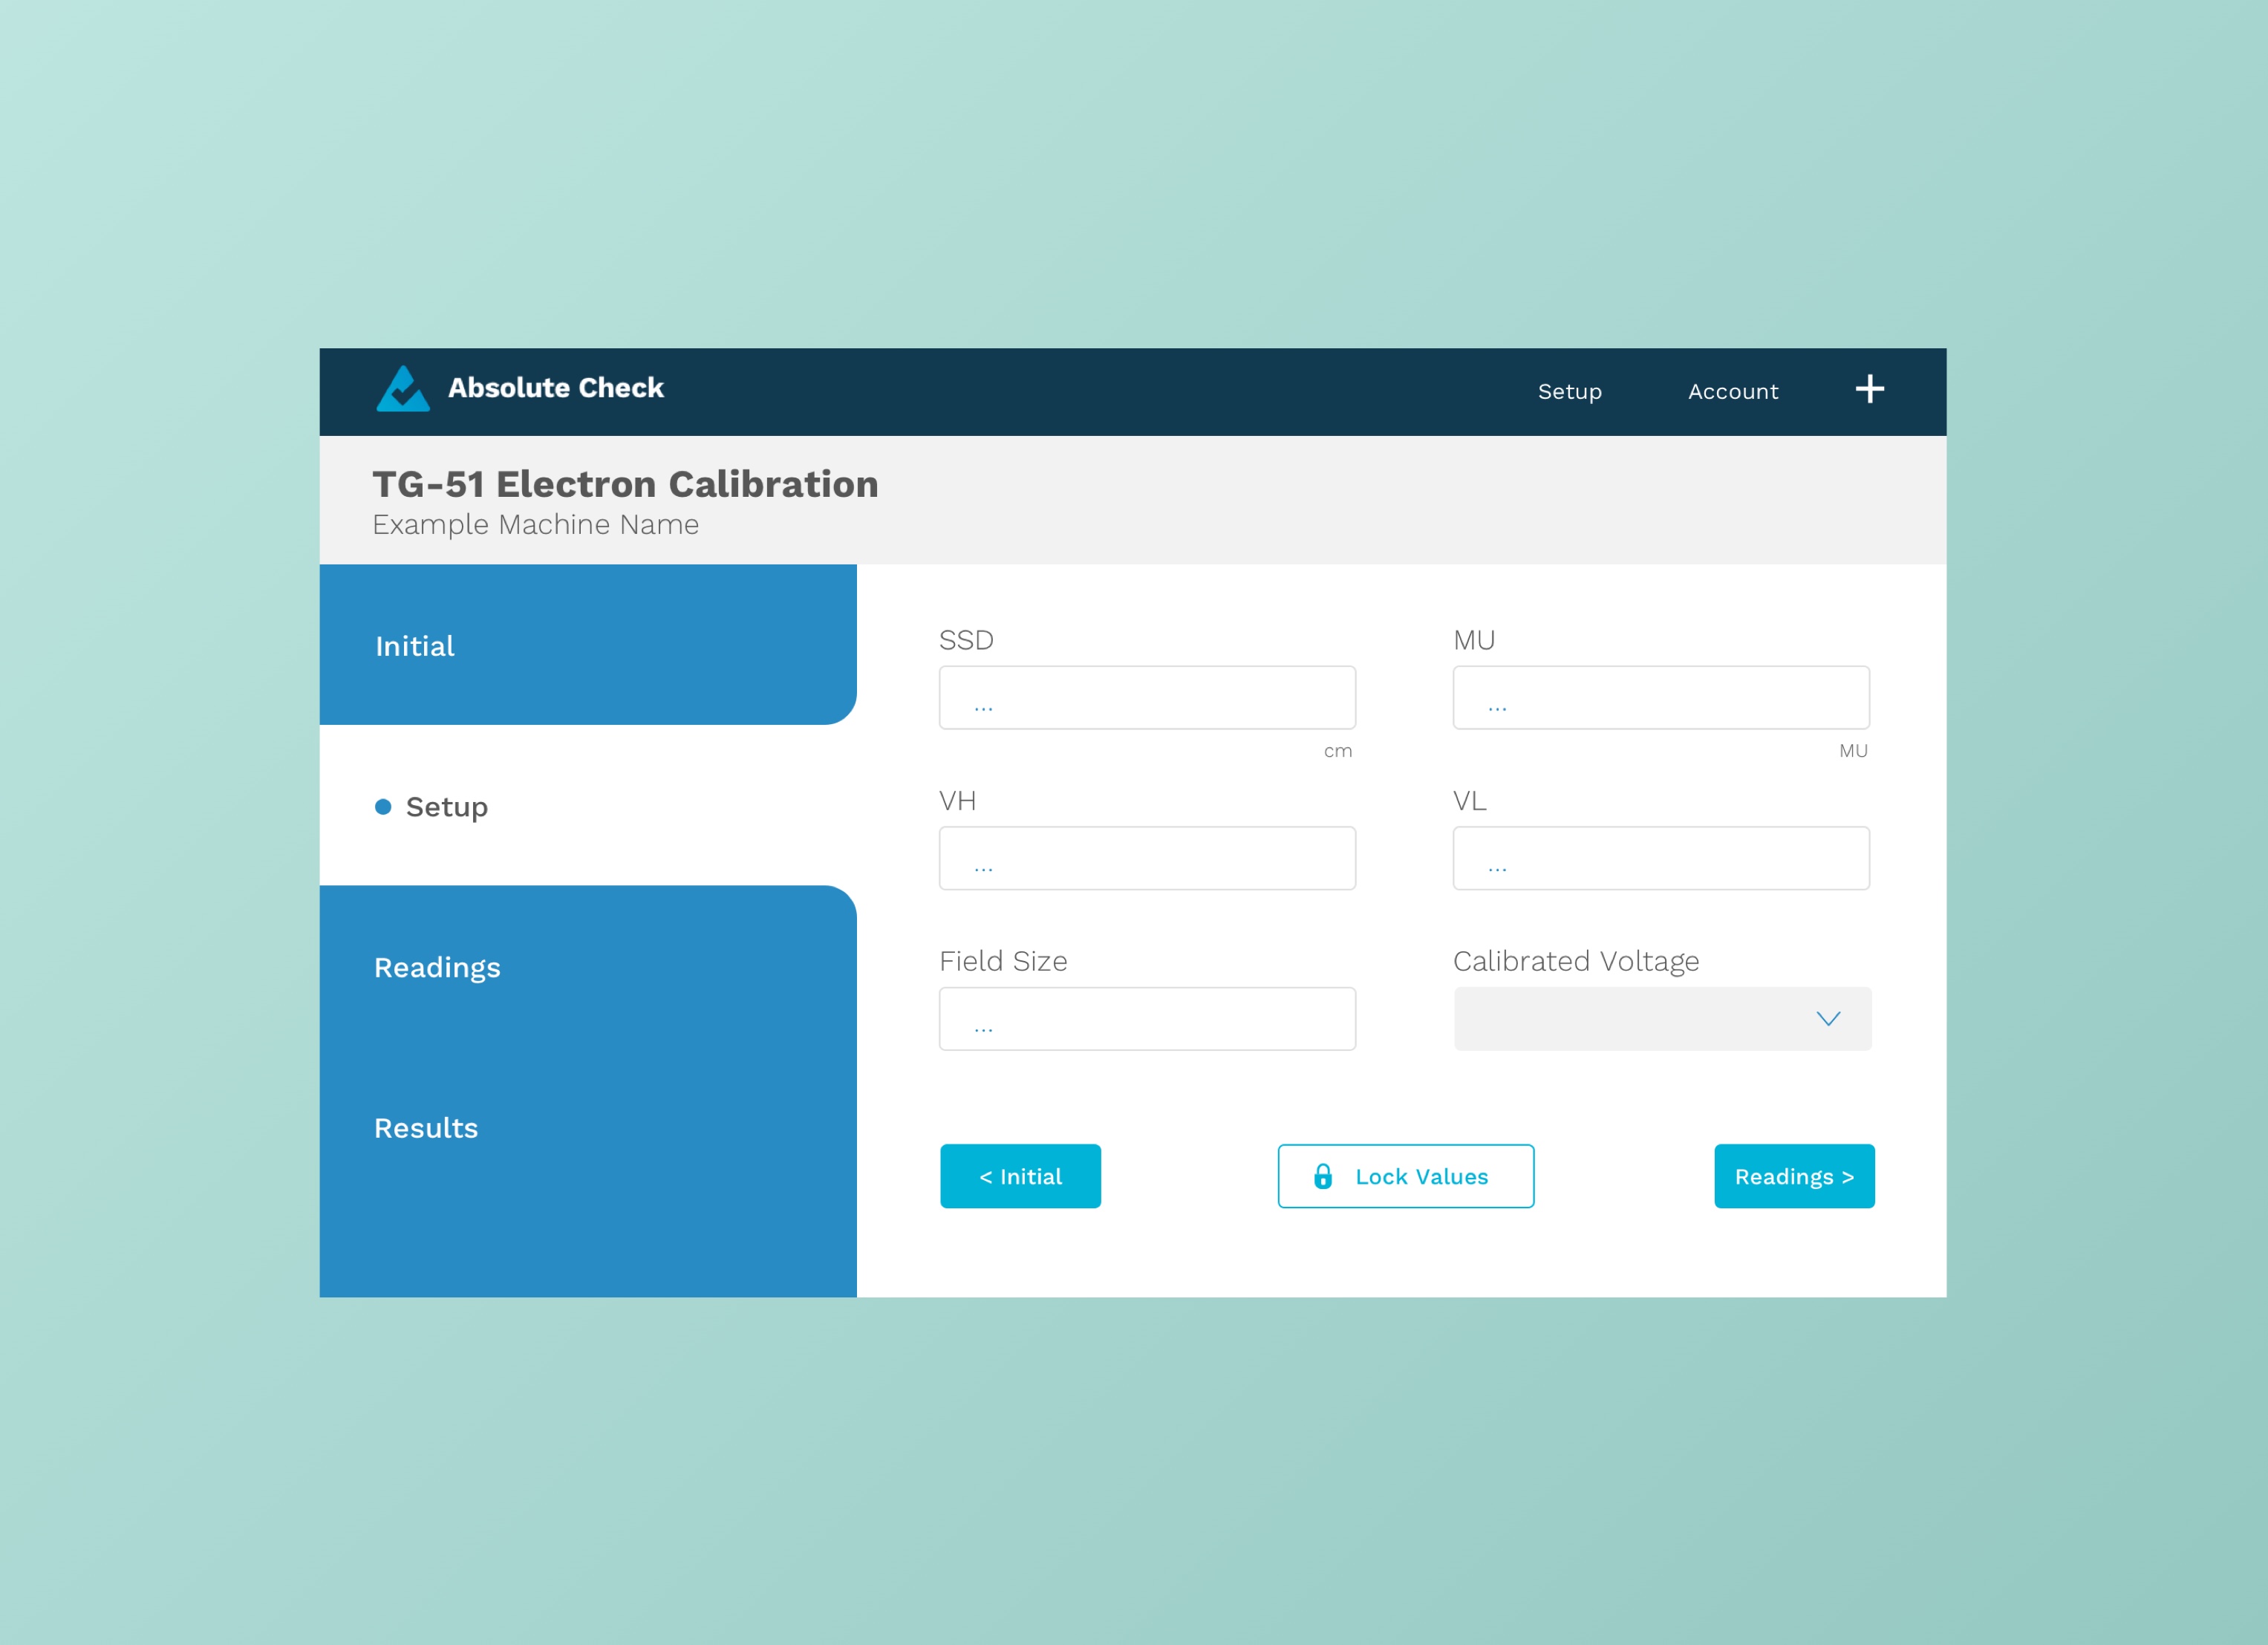 Absolute Check
Setup
Account
TG-51 Electron Calibration
Example Machine Name
Initial
Setup
Readings
Results
SSD
...
cm
MU
...
MU
VH
...
VL
...
Field Size
...
Calibrated Voltage
< Initial
Lock Values
Readings >